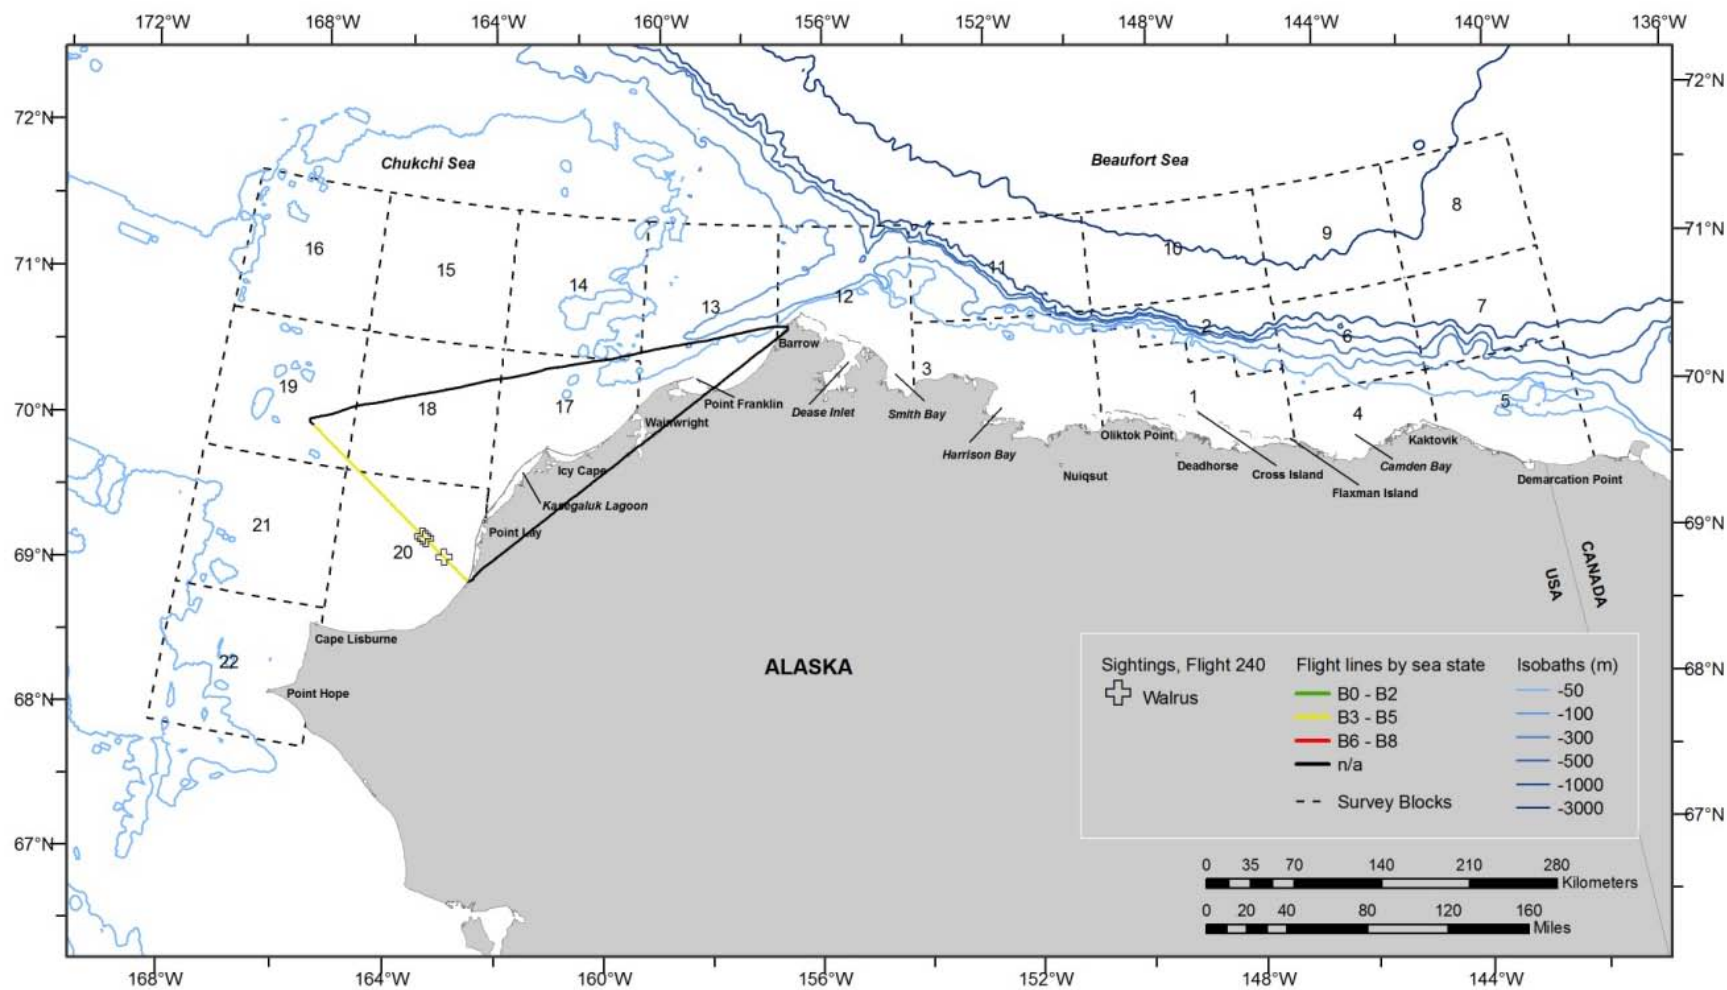 172°W 168°W 164°W 160°W 156°W 152°W 148°W 144°W 140°W 136°W
72°N
72°N
Chukchi Sea
Beaufort Sea
8
9
16
71°N
71°N
10
15
11
14
12
13
7
2
6
Barrow
19
3
70°N
70°N
18
17
Point Franklin
Dease Inlet
Smith Bay
1
4
5
Wainwright
Oliktok Point
Kaktovik
Harrison Bay
Icy Cape
Nuiqsut
Deadhorse
Cross Island
Camden Bay
Flaxman Island
Demarcation Point
Kasegaluk Lagoon
21
Point Lay
69°N
69°N
20
USA
CANADA
Cape Lisburne
22
Point Hope
ALASKA
68°N
68°N
67°N
67°N
Sightings, Flight 240
Walrus
Flight lines by sea state
B0 - B2
B3 - B5
B6 - B8
n/a
Survey Blocks
Isobaths (m)
-50
-100
-300
-500
-1000
-3000
0 35 70 140 210 280
Kilometers
0 20 40 80 120 160
Miles
168°W 164°W 160°W 156°W 152°W 148°W 144°W